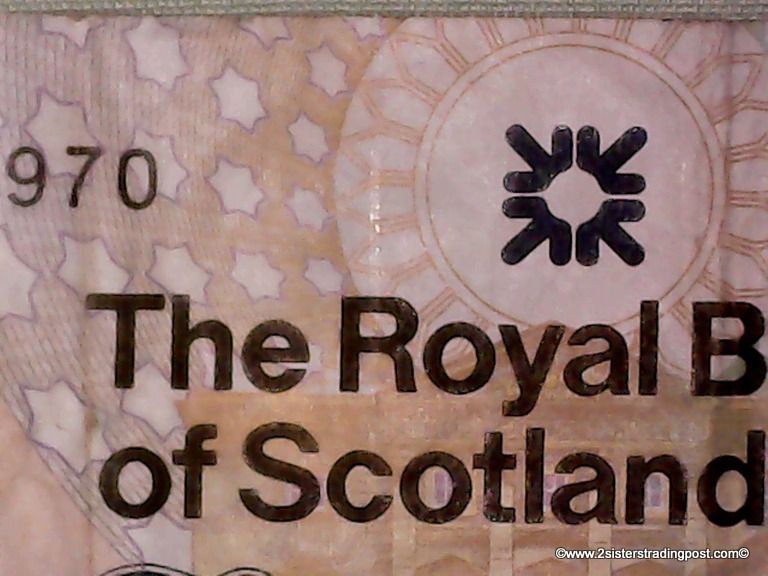 970
The Royal B
of Scotland
©www.2sisterstradingpost.com©